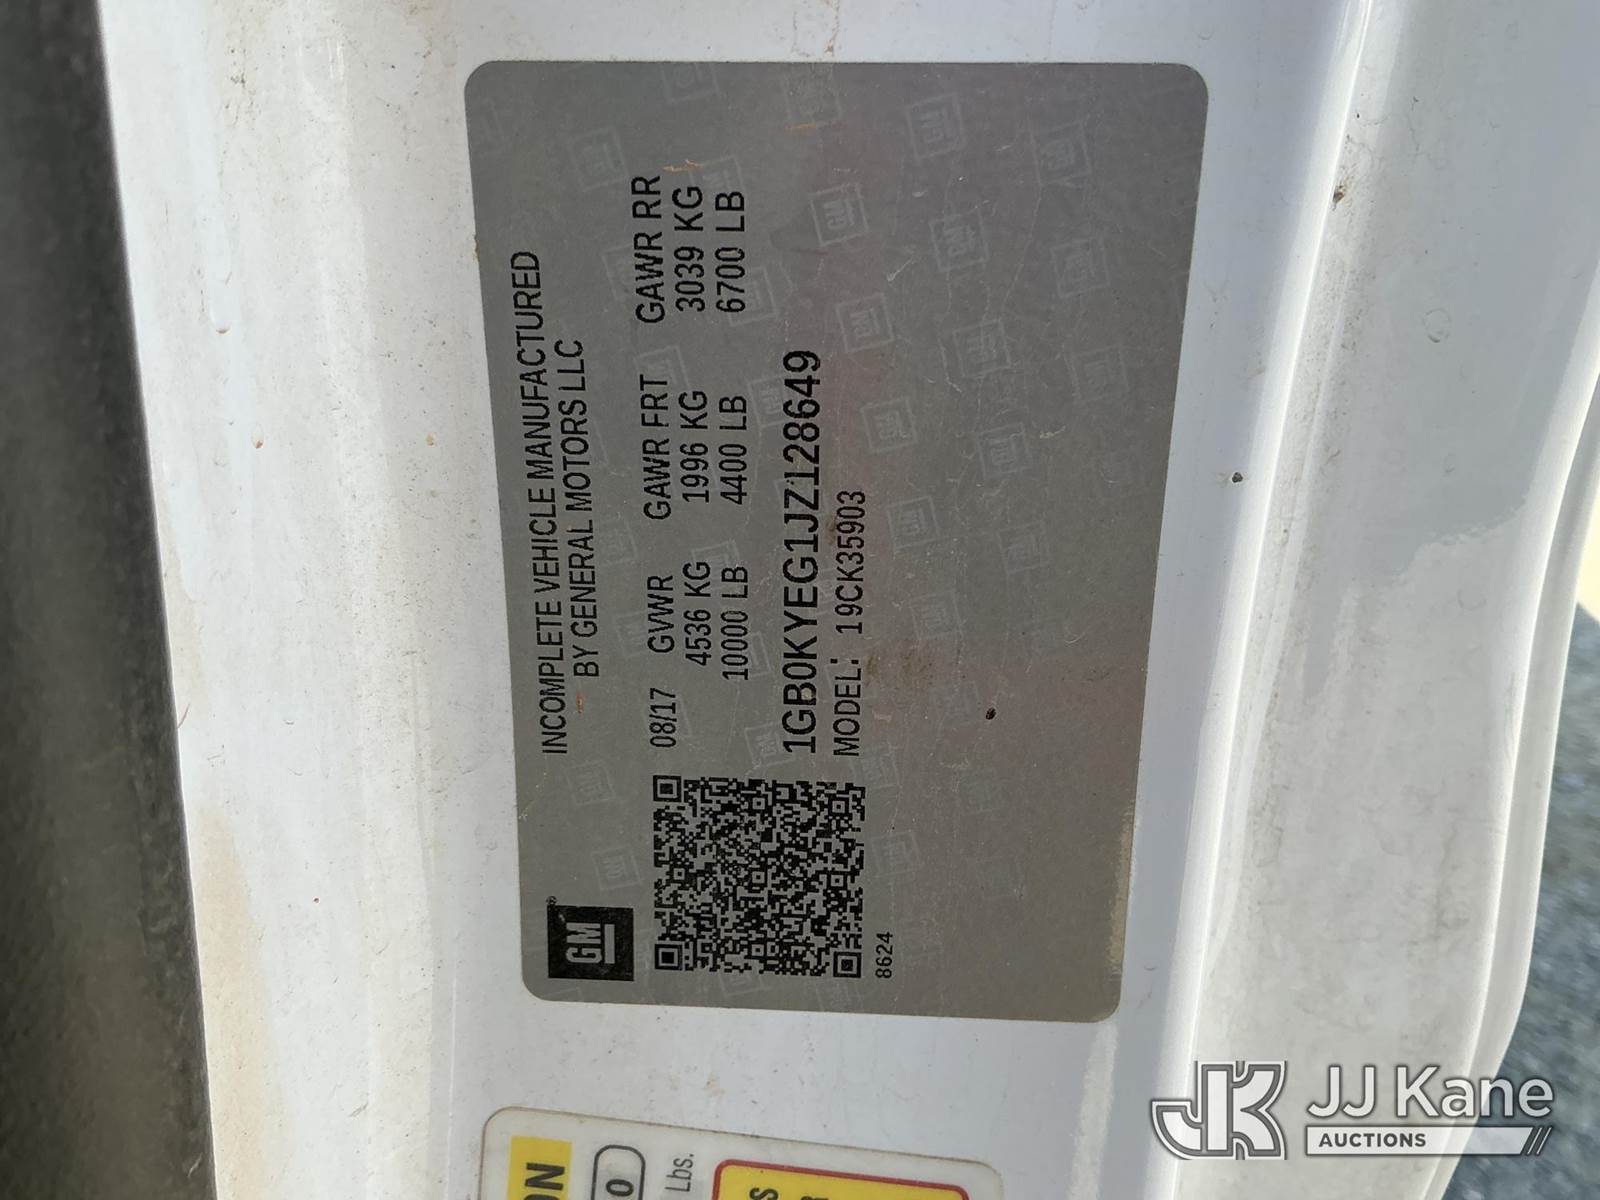 GM
INCOMPLETE VEHICLE MANUFACTURED
BY GENERAL MOTORS LLC
08/17 GVWR GAWR FRT GAWR RR
4536 KG 1996 KG 3039 KG
10000 LB 4400 LB 6700 LB
1GB0KYEG1JZ128649
MODEL: 19CK35903
8624
Lbs.
JJ Kane
AUCTIONS